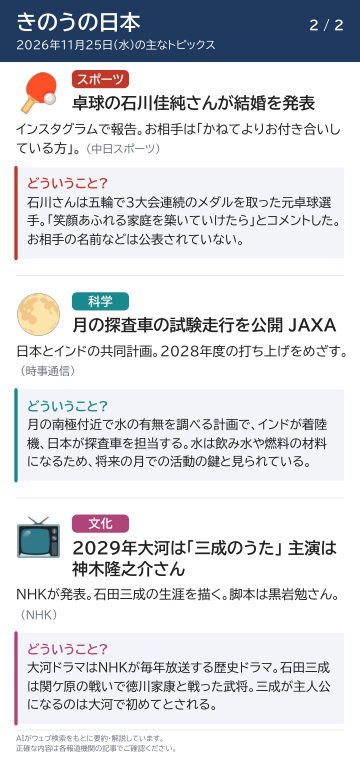 きのうの日本
2 / 2
2026年11月25日(水)の主なトピックス
スポーツ
卓球の石川佳純さんが結婚を発表
インスタグラムで報告。お相手は「かねてよりお付き合いし
ている方」。（中日スポーツ）
どういうこと?
石川さんは五輪で3大会連続のメダルを取った元卓球選
手。「笑顔あふれる家庭を築いていけたら」とコメントした。
お相手の名前などは公表されていない。
科学
月の探査車の試験走行を公開 JAXA
日本とインドの共同計画。2028年度の打ち上げをめざす。
（時事通信）
どういうこと?
月の南極付近で水の有無を調べる計画で、インドが着陸
機、日本が探査車を担当する。水は飲み水や燃料の材料
になるため、将来の月での活動の鍵と見られている。
文化
2029年大河は「三成のうた」 主演は
神木隆之介さん
NHKが発表。石田三成の生涯を描く。脚本は黒岩勉さん。
（NHK）
どういうこと?
大河ドラマはNHKが毎年放送する歴史ドラマ。石田三成
は関ケ原の戦いで徳川家康と戦った武将。三成が主人公
になるのは大河で初めてとされる。
AIがウェブ検索をもとに要約・解説しています。
正確な内容は各報道機関の記事でご確認ください。